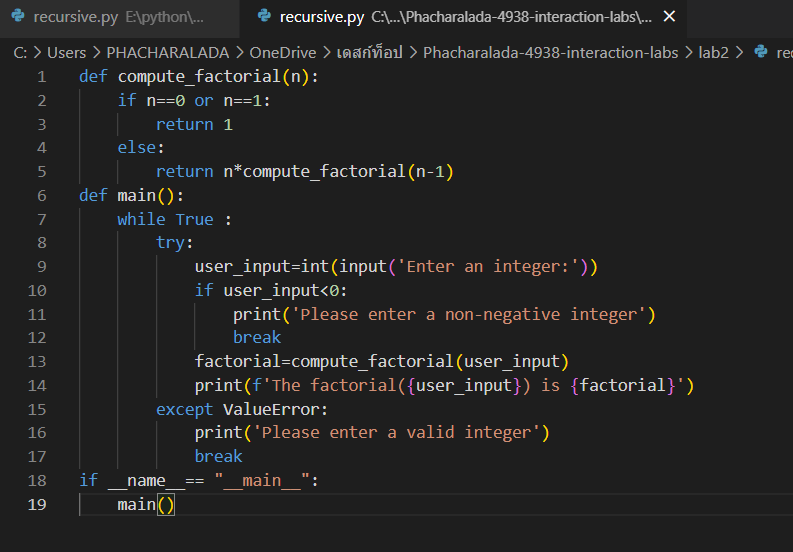 recursive.py E:\python\...
recursive.py C:\...\Phacharalada-4938-interaction-labs\...
C: > Users > PHACHARALADA > OneDrive > เดสก์ท็อป > Phacharalada-4938-interaction-labs > lab2 >
1 def compute_factorial(n):
2     if n==0 or n==1:
3         return 1
4     else:
5         return n*compute_factorial(n-1)
6 def main():
7     while True :
8         try:
9             user_input=int(input('Enter an integer:'))
10             if user_input<0:
11                 print('Please enter a non-negative integer')
12                 break
13             factorial=compute_factorial(user_input)
14             print(f'The factorial({user_input}) is {factorial}')
15         except ValueError:
16             print('Please enter a valid integer')
17             break
18 if __name__== "__main__":
19     main()